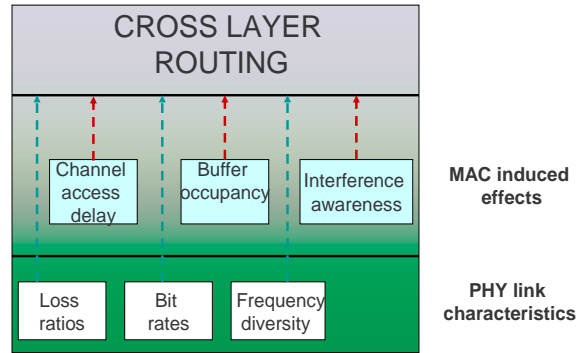 CROSS LAYER
ROUTING
Channel
access
delay
Buffer
occupancy
Interference
awareness
MAC induced
effects
Loss
ratios
Bit
rates
Frequency
diversity
PHY link
characteristics